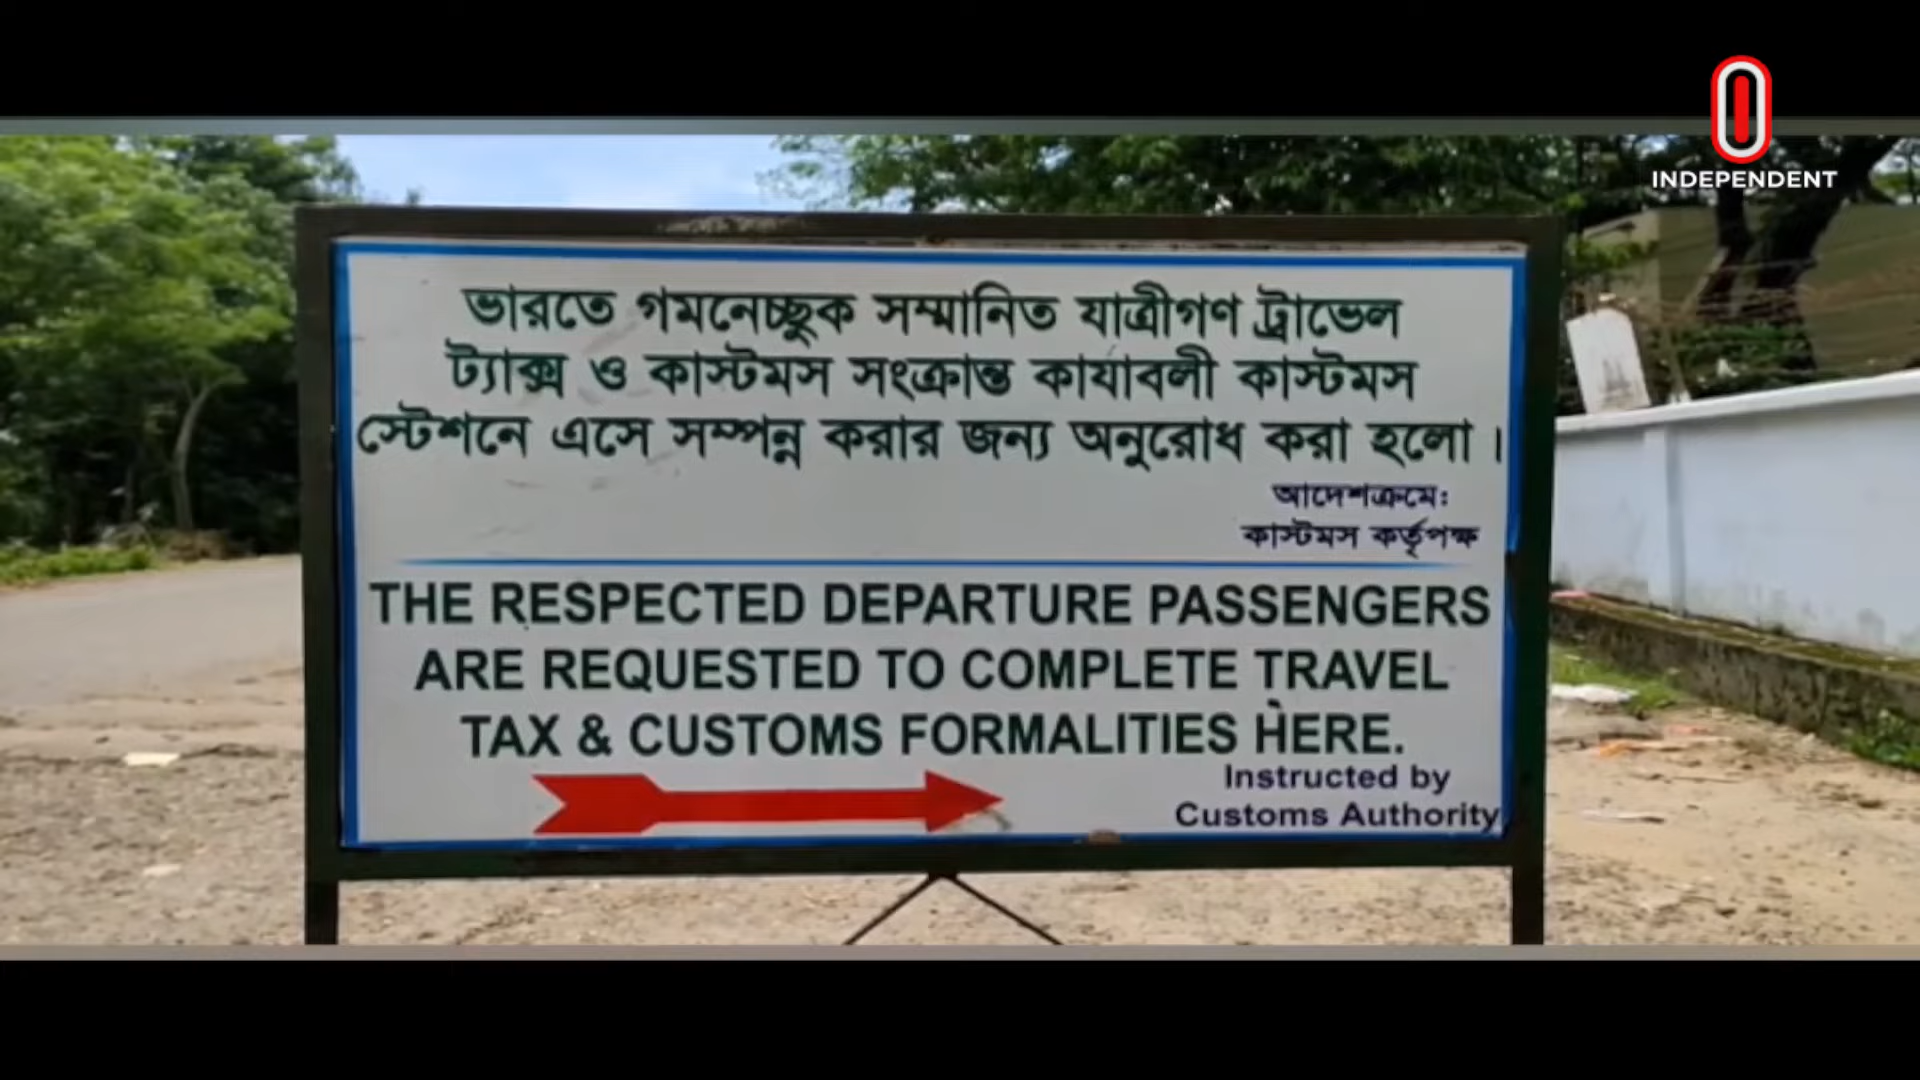 INDEPENDENT
ভারতে গমনেচ্ছুক সম্মানিত যাত্রীগণ ট্রাভেল
ট্যাক্স ও কাস্টমস সংক্রান্ত কাযাবলী কাস্টমস
স্টেশনে এসে সম্পন্ন করার জন্য অনুরোধ করা হলো।
আদেশক্রমে:
কাস্টমস কর্তৃপক্ষ
THE RESPECTED DEPARTURE PASSENGERS
ARE REQUESTED TO COMPLETE TRAVEL
TAX & CUSTOMS FORMALITIES HERE.
Instructed by
Customs Authority